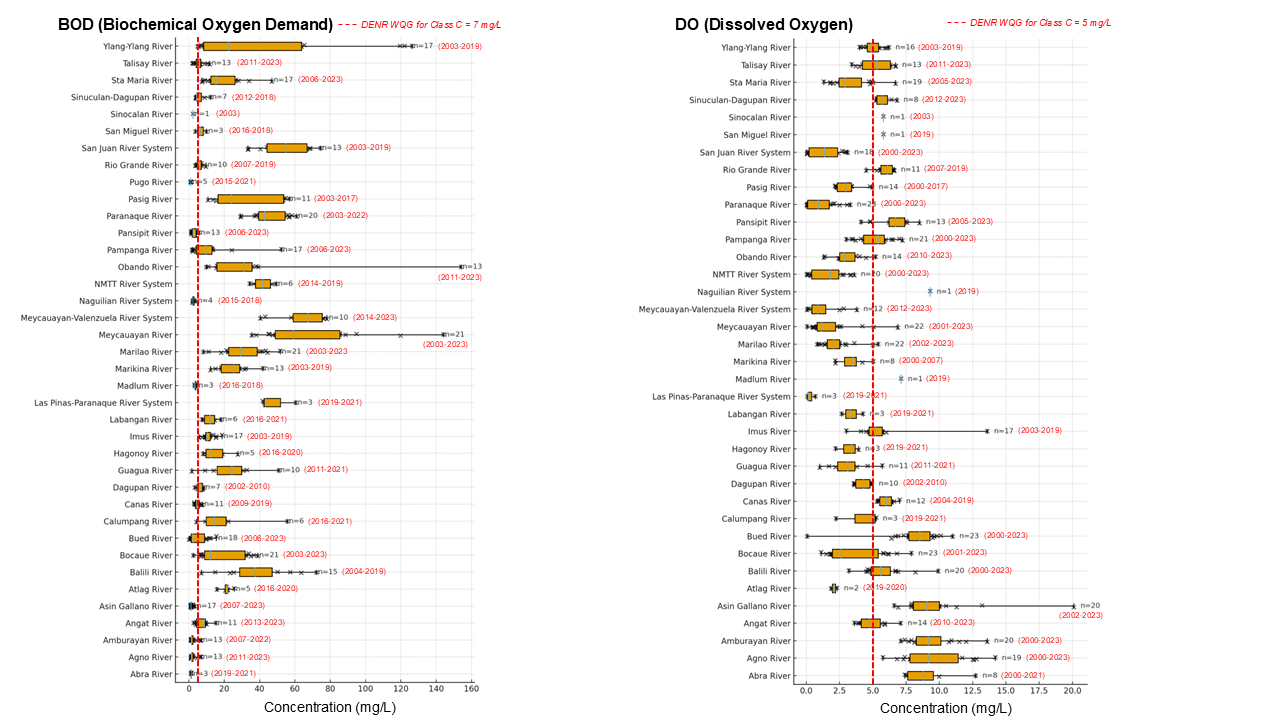 BOD (Biochemical Oxygen Demand) --- DENR WQG for Class C = 7 mg/L
Ylang-Ylang River n=17 (2003-2019)
Talisay River n=13 (2011-2023)
Sta Maria River n=17 (2006-2023)
Sinuculan-Dagupan River n=7 (2012-2018)
Sinocalan River n=1 (2003)
San Miguel River n=3 (2016-2018)
San Juan River System n=13 (2003-2019)
Rio Grande River n=10 (2007-2019)
Pugo River n=5 (2015-2021)
Pasig River n=11 (2003-2017)
Paranaque River n=20 (2003-2022)
Pansipit River n=13 (2006-2023)
Pampanga River n=17 (2006-2023)
Obando River n=13
(2011-2023)
NMTT River System n=6 (2014-2019)
Naguilian River System n=4 (2015-2018)
Meycauayan-Valenzuela River System n=10 (2014-2023)
Meycauayan River n=21
(2003-2023)
Marilao River n=21 (2003-2023
Marikina River n=13 (2003-2019)
Madlum River n=3 (2016-2018)
Las Pinas-Paranaque River System n=3 (2019-2021)
Labangan River n=6 (2016-2021)
Imus River n=17 (2003-2019)
Hagonoy River n=5 (2016-2020)
Guagua River n=10 (2011-2021)
Dagupan River n=7 (2002-2010)
Canas River n=11 (2009-2019)
Calumpang River n=6 (2016-2021)
Bued River n=18 (2006-2023)
Bocaue River n=21 (2003-2023)
Balili River n=15 (2004-2019)
Atlag River n=5 (2016-2020)
Asin Gallano River n=17 (2007-2023)
Angat River n=11 (2013-2023)
Amburayan River n=13 (2007-2022)
Agno River n=13 (2011-2023)
Abra River n=3 (2019-2021)
0 20 40 60 80 100 120 140 160
Concentration (mg/L)
DO (Dissolved Oxygen) --- DENR WQG for Class C = 5 mg/L
Ylang-Ylang River n=16 (2003-2019)
Talisay River n=13 (2011-2023)
Sta Maria River n=19 (2005-2023)
Sinuculan-Dagupan River n=8 (2012-2023)
Sinocalan River n=1 (2003)
San Miguel River n=1 (2019)
San Juan River System (2000-2023)
Rio Grande River n=11 (2007-2019)
Pasig River n=14 (2000-2017)
Paranaque River (2000-2023)
Pansipit River n=13 (2005-2023)
Pampanga River n=21 (2000-2023)
Obando River n=14 (2010-2023)
NMTT River System n=20 (2000-2023)
Naguilian River System n=1 (2019)
Meycauayan-Valenzuela River System n=12 (2012-2023)
Meycauayan River n=22 (2001-2023)
Marilao River n=22 (2002-2023)
Marikina River n=8 (2000-2007)
Madlum River n=1 (2019)
Las Pinas-Paranaque River System n=3 (2019-2021)
Labangan River n=3 (2019-2021)
Imus River n=17 (2003-2019)
Hagonoy River n=3 (2019-2021)
Guagua River n=11 (2011-2021)
Dagupan River n=10 (2002-2010)
Canas River n=12 (2004-2019)
Calumpang River n=3 (2019-2021)
Bued River n=23 (2000-2023)
Bocaue River n=23 (2001-2023)
Balili River n=20 (2000-2023)
Atlag River n=2 (2019-2020)
Asin Gallano River n=20
(2002-2023)
Angat River n=14 (2010-2023)
Amburayan River n=20 (2000-2023)
Agno River n=19 (2000-2023)
Abra River n=8 (2000-2021)
0.0 2.5 5.0 7.5 10.0 12.5 15.0 17.5 20.0
Concentration (mg/L)